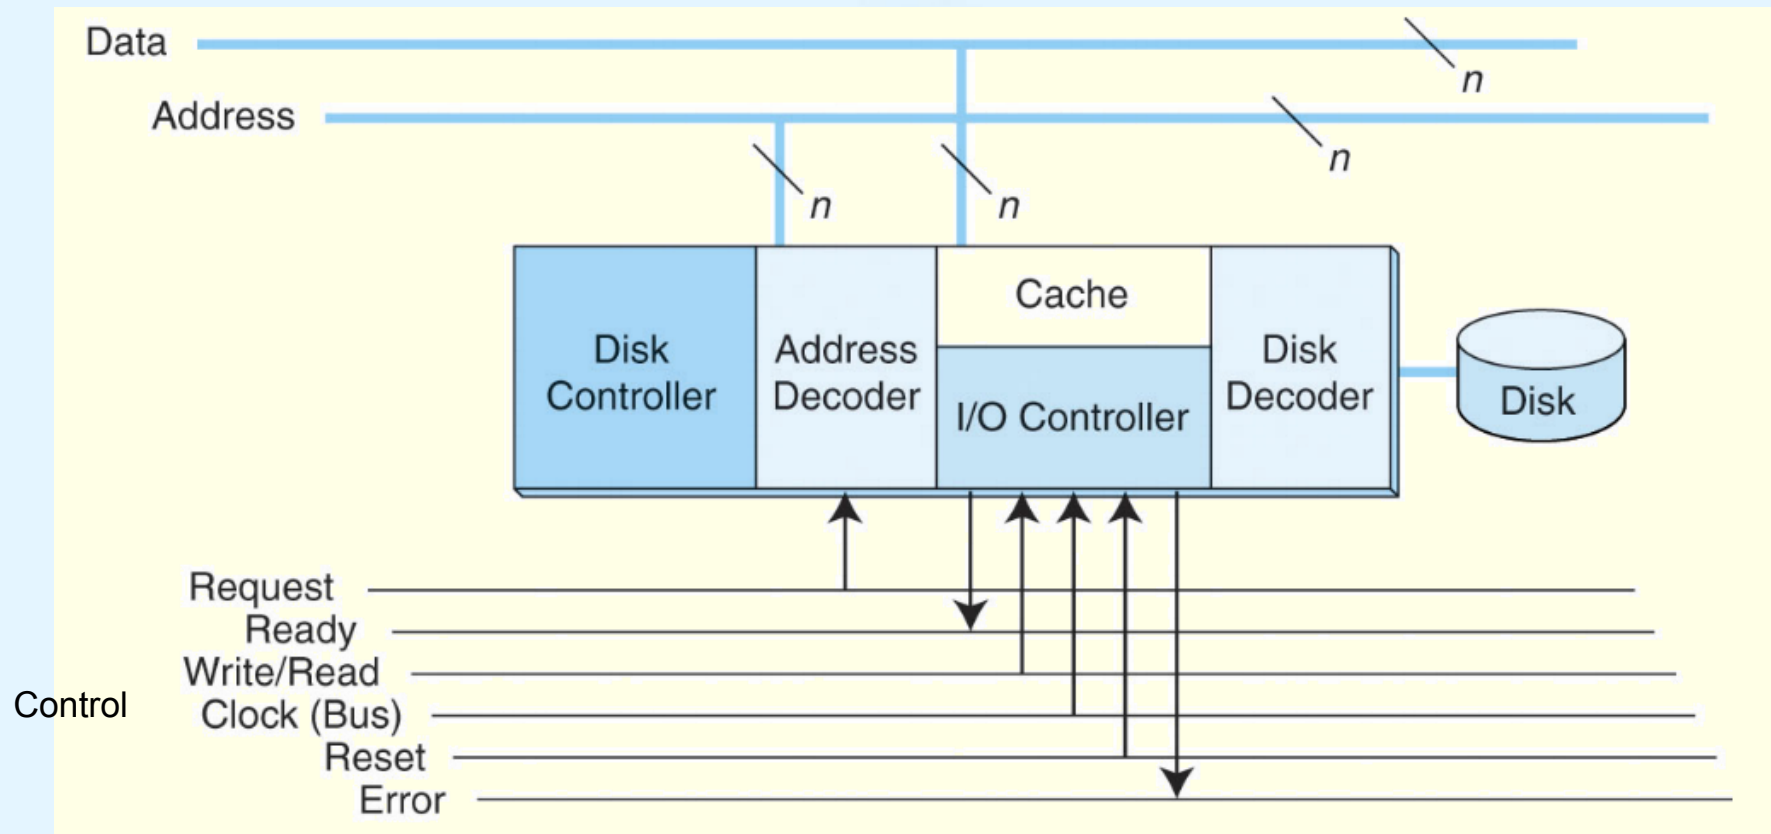 Data
n
Address
n
n
n
Disk
Controller
Address
Decoder
Cache
I/O Controller
Disk
Decoder
Disk
Request
Ready
Write/Read
Control
Clock (Bus)
Reset
Error